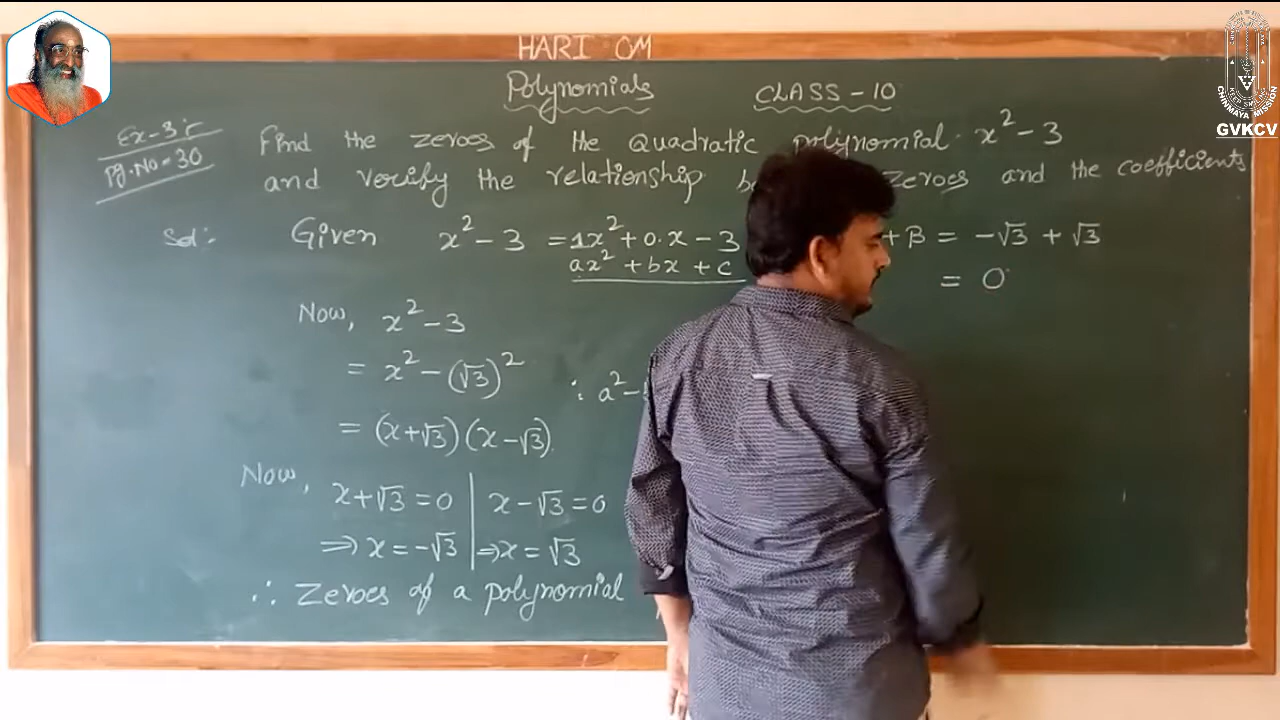 HARI OM
Polynomials CLASS - 10
Ex - 3.
Pg. No = 30
Find the zeroes of the Quadratic polynomial. x² - 3
and verify the relationship zeroes and the coefficients
Sol: Given x² - 3 = 1x² + 0.x - 3
ax² + bx + c
Now, x² - 3
= x² - (√3)²
∴ a² -
= (x+√3)(x-√3).
Now, x+√3 = 0 | x-√3 = 0
⇒ x = -√3 ⇒ x = √3
∴ Zeroes of a polynomial
+ β = -√3 + √3
= 0
CHINMAYA MISSION
GVKCV